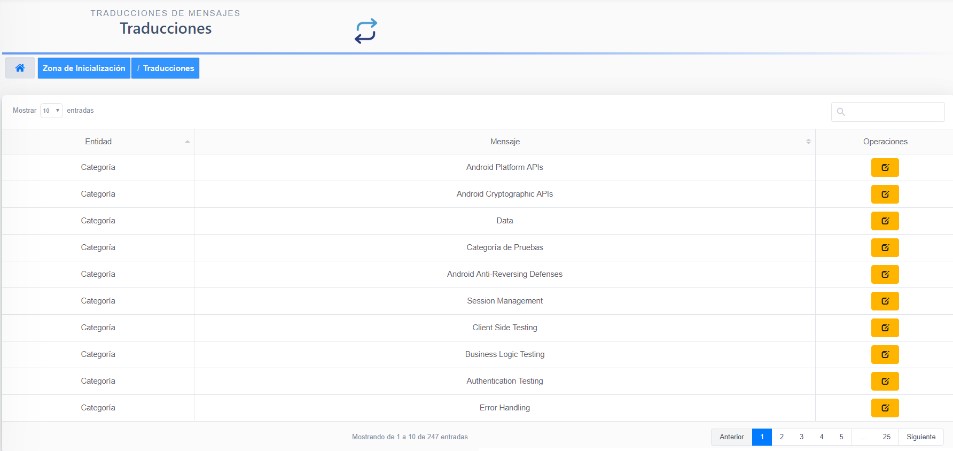 TRADUCCIONES DE MENSAJES
Traducciones
Zona de Inicialización / Traducciones
Mostrar 10 entradas
Entidad Mensaje Operaciones
Categoría Android Platform APIs
Categoría Android Cryptographic APIs
Categoría Data
Categoría Categoría de Pruebas
Categoría Android Anti-Reversing Defenses
Categoría Session Management
Categoría Client Side Testing
Categoría Business Logic Testing
Categoría Authentication Testing
Categoría Error Handling
Mostrando de 1 a 10 de 247 entradas
Anterior 1 2 3 4 5 … 25 Siguiente